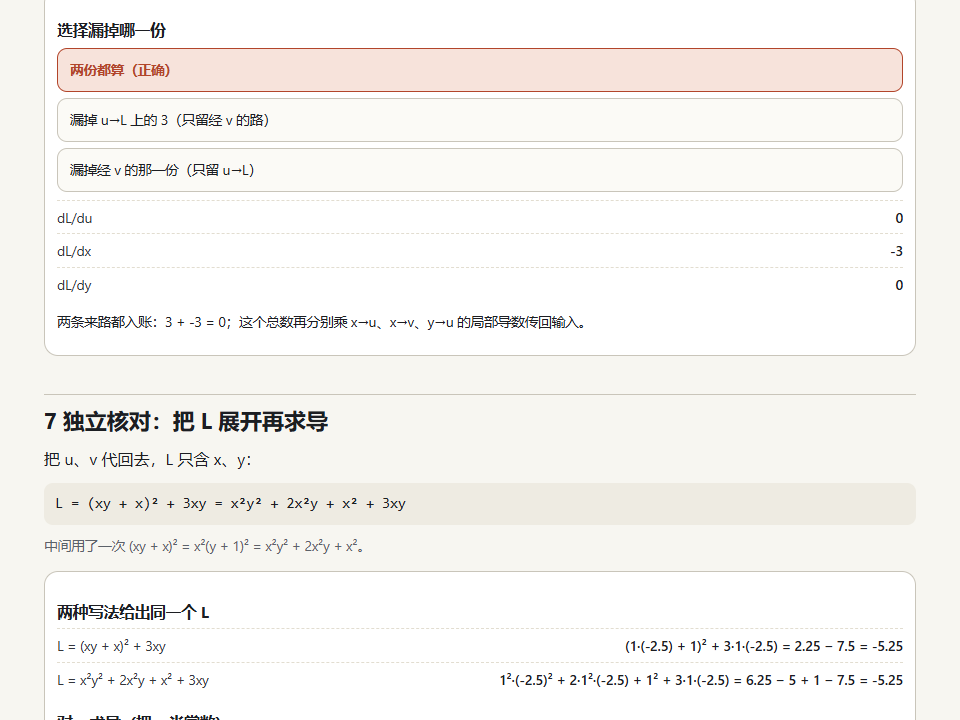 选择漏掉哪一份
两份都算（正确）
漏掉 u→L 上的 3（只留经 v 的路）
漏掉经 v 的那一份（只留 u→L）
dL/du 0
dL/dx -3
dL/dy 0
两条来路都入账：3 + -3 = 0；这个总数再分别乘 x→u、x→v、y→u 的局部导数传回输入。
7 独立核对：把 L 展开再求导
把 u、v 代回去，L 只含 x、y：
L = (xy + x)² + 3xy = x²y² + 2x²y + x² + 3xy
中间用了一次 (xy + x)² = x²(y + 1)² = x²y² + 2x²y + x²。
两种写法给出同一个 L
L = (xy + x)² + 3xy (1·(-2.5) + 1)² + 3·1·(-2.5) = 2.25 − 7.5 = -5.25
L = x²y² + 2x²y + x² + 3xy 1²·(-2.5)² + 2·1²·(-2.5) + 1² + 3·1·(-2.5) = 6.25 − 5 + 1 − 7.5 = -5.25